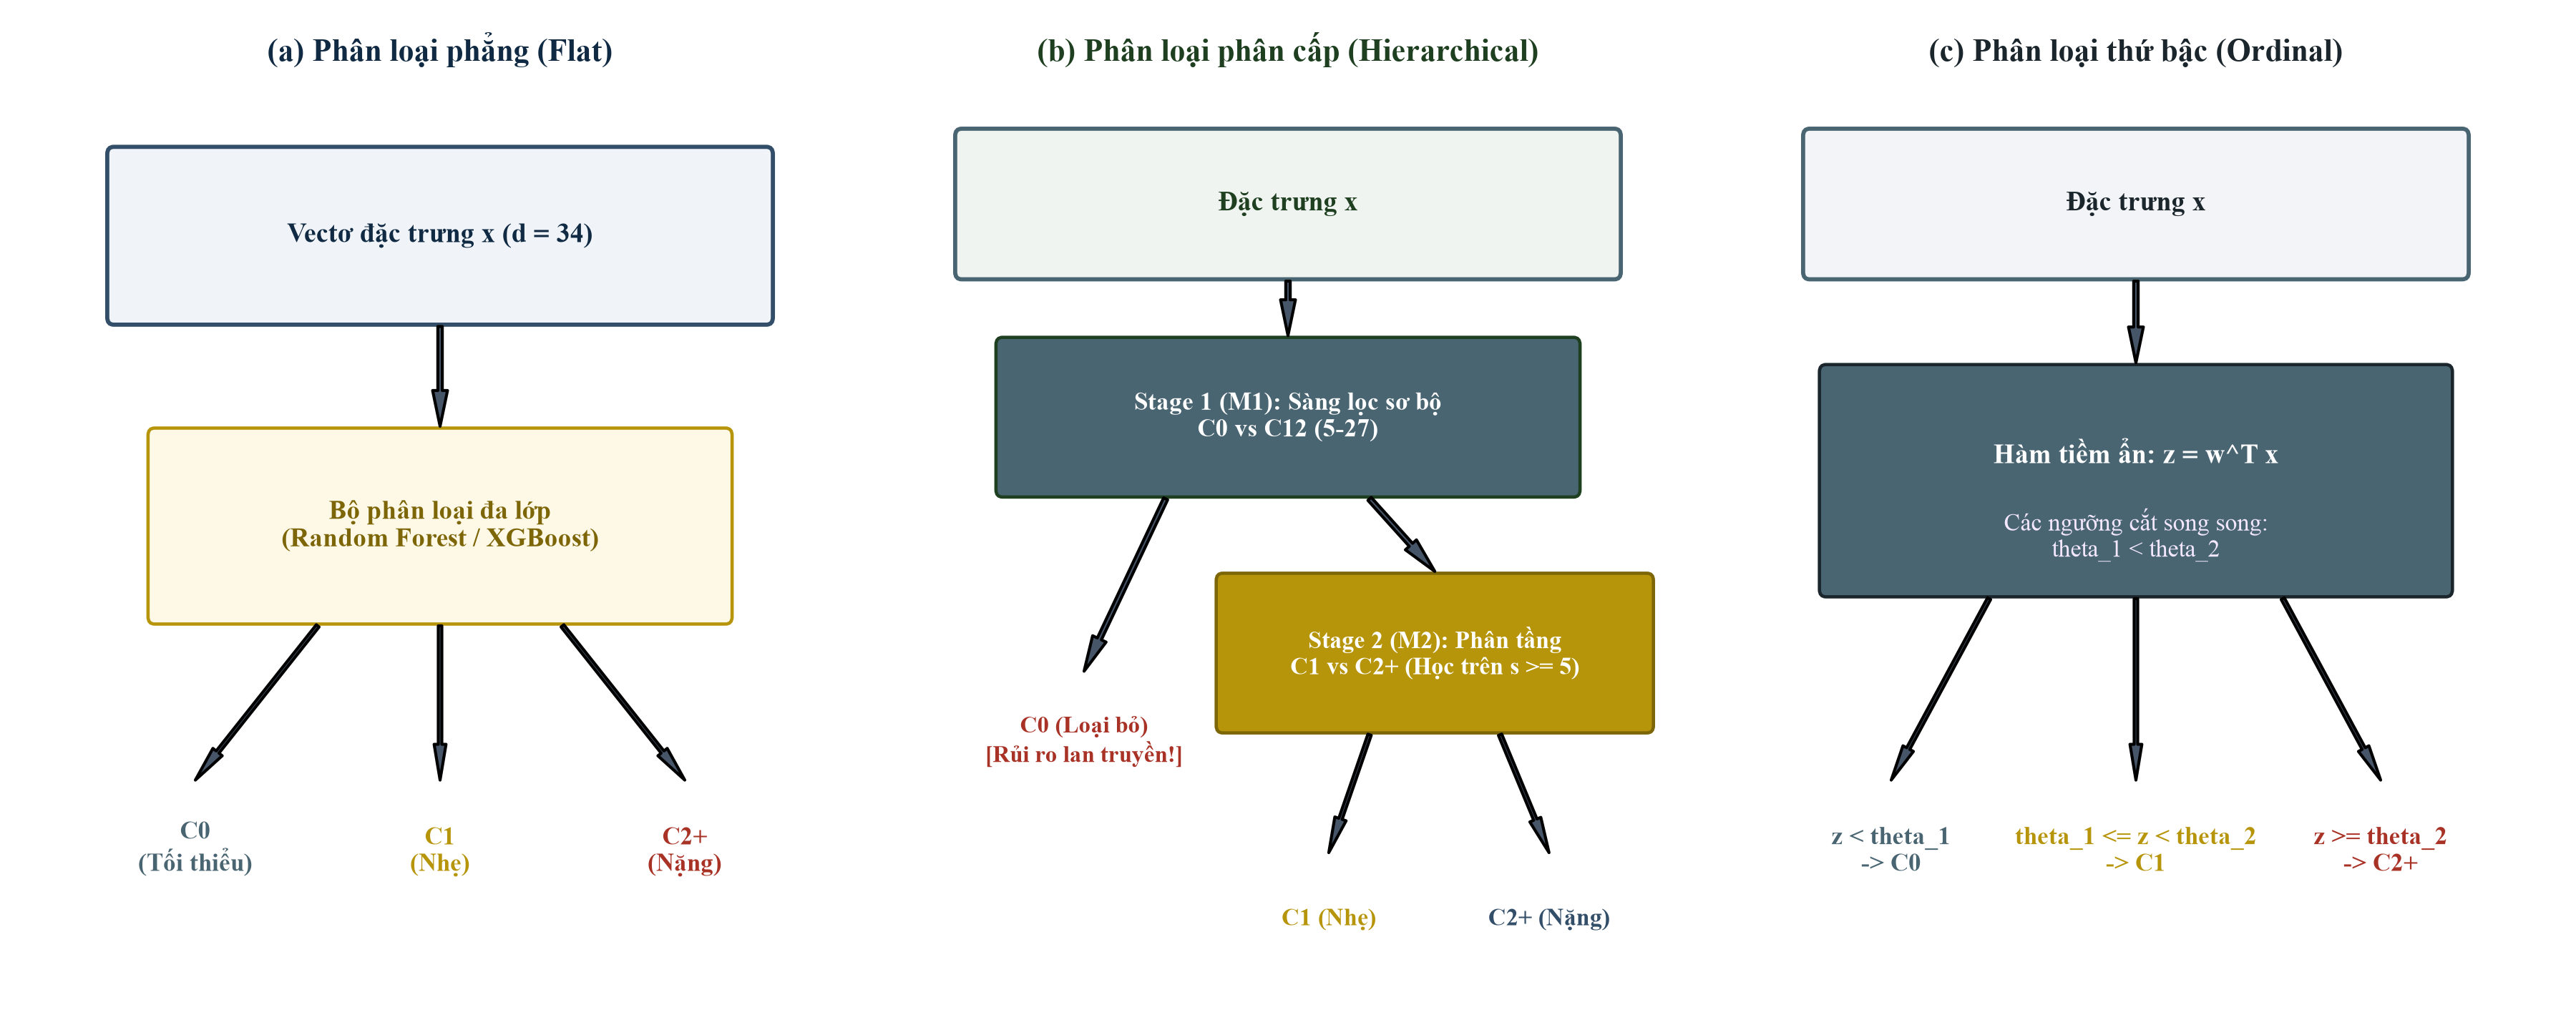 (a) Phân loại phẳng (Flat)
Vectơ đặc trưng x (d = 34)
Bộ phân loại đa lớp
(Random Forest / XGBoost)
C0
(Tối thiểu)
C1
(Nhẹ)
C2+
(Nặng)
(b) Phân loại phân cấp (Hierarchical)
Đặc trưng x
Stage 1 (M1): Sàng lọc sơ bộ
C0 vs C12 (5-27)
C0 (Loại bỏ)
[Rủi ro lan truyền!]
Stage 2 (M2): Phân tầng
C1 vs C2+ (Học trên s >= 5)
C1 (Nhẹ)
C2+ (Nặng)
(c) Phân loại thứ bậc (Ordinal)
Đặc trưng x
Hàm tiềm ẩn: z = w^T x
Các ngưỡng cắt song song:
theta_1 < theta_2
z < theta_1
-> C0
theta_1 <= z < theta_2
-> C1
z >= theta_2
-> C2+